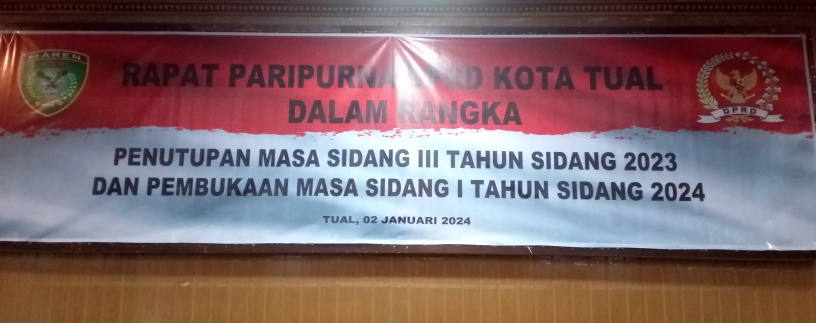 MAREN
RAPAT PARIPURNA DPRD KOTA TUAL
DALAM RANGKA
DPRD
PENUTUPAN MASA SIDANG III TAHUN SIDANG 2023
DAN PEMBUKAAN MASA SIDANG I TAHUN SIDANG 2024
TUAL, 02 JANUARI 2024